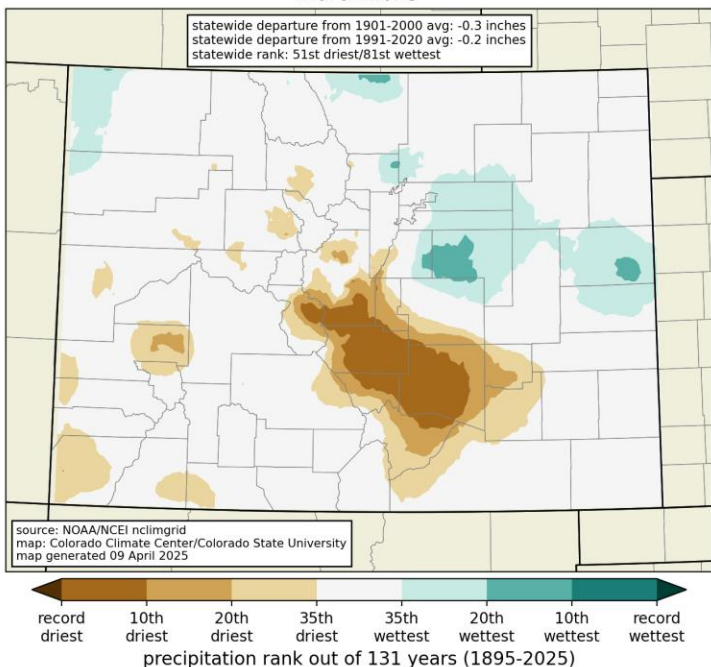 statewide departure from 1901-2000 avg: -0.3 inches
statewide departure from 1991-2020 avg: -0.2 inches
statewide rank: 51st driest/81st wettest
source: NOAA/NCEI nclimgrid
map: Colorado Climate Center/Colorado State University
map generated 09 April 2025
record driest
10th driest
20th driest
35th driest
35th wettest
20th wettest
10th wettest
record wettest
precipitation rank out of 131 years (1895-2025)